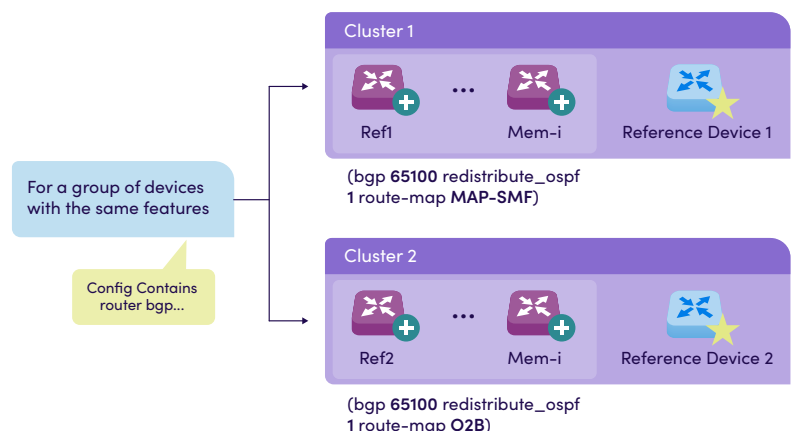 For a group of devices
with the same features
Config Contains
router bgp...
Cluster 1
Ref1
...
Mem-i
Reference Device 1
(bgp 65100 redistribute_ospf
1 route-map MAP-SMF)
Cluster 2
Ref2
...
Mem-i
Reference Device 2
(bgp 65100 redistribute_ospf
1 route-map O2B)